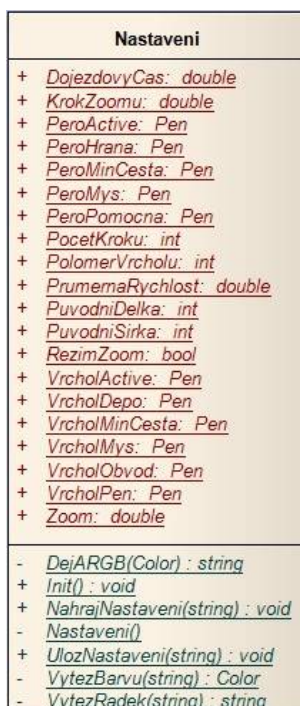 Nastaveni
+ DojezdovyCas: double
+ KrokZoomu: double
+ PeroActive: Pen
+ PeroHrana: Pen
+ PeroMinCesta: Pen
+ PeroMys: Pen
+ PeroPomocna: Pen
+ PocetKroku: int
+ PolomerVrcholu: int
+ PrumernaRychlost: double
+ PuvodniDelka: int
+ PuvodniSirka: int
+ RezimZoom: bool
+ VrcholActive: Pen
+ VrcholDepo: Pen
+ VrcholMinCesta: Pen
+ VrcholMys: Pen
+ VrcholObvod: Pen
+ VrcholPen: Pen
+ Zoom: double
- DejARGB(Color) : string
+ Init() : void
+ NahrajNastaveni(string) : void
- Nastaveni()
+ UlozNastaveni(string) : void
- VytezBarvu(string) : Color
- VytezRadek(string) : string